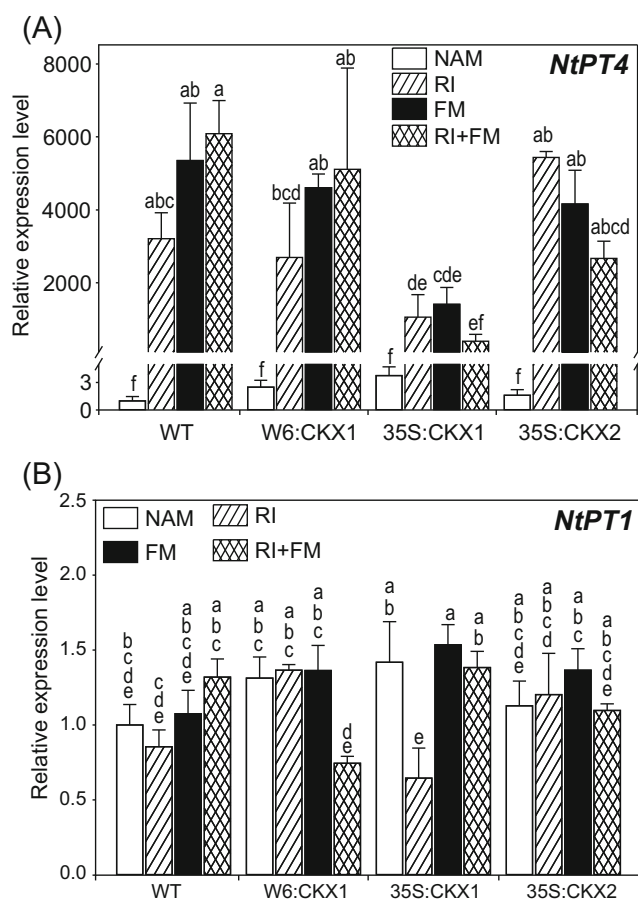 (A)
NtPT4
NAM
RI
FM
RI+FM
Relative expression level
8000
6000
4000
2000
3
0
abc
ab
a
f
bcd
ab
ab
f
de
cde
ef
f
ab
ab
abcd
f
WT
W6:CKX1
35S:CKX1
35S:CKX2
(B)
NtPT1
NAM
RI
FM
RI+FM
Relative expression level
2.5
2.0
1.5
1.0
0.5
0.0
b
c
d
e
c
d
e
a
b
c
d
e
a
b
c
a
b
c
a
b
c
a
b
c
d
e
a
b
e
a
a
b
a
b
c
d
e
a
b
c
d
a
b
c
a
b
c
d
e
WT
W6:CKX1
35S:CKX1
35S:CKX2